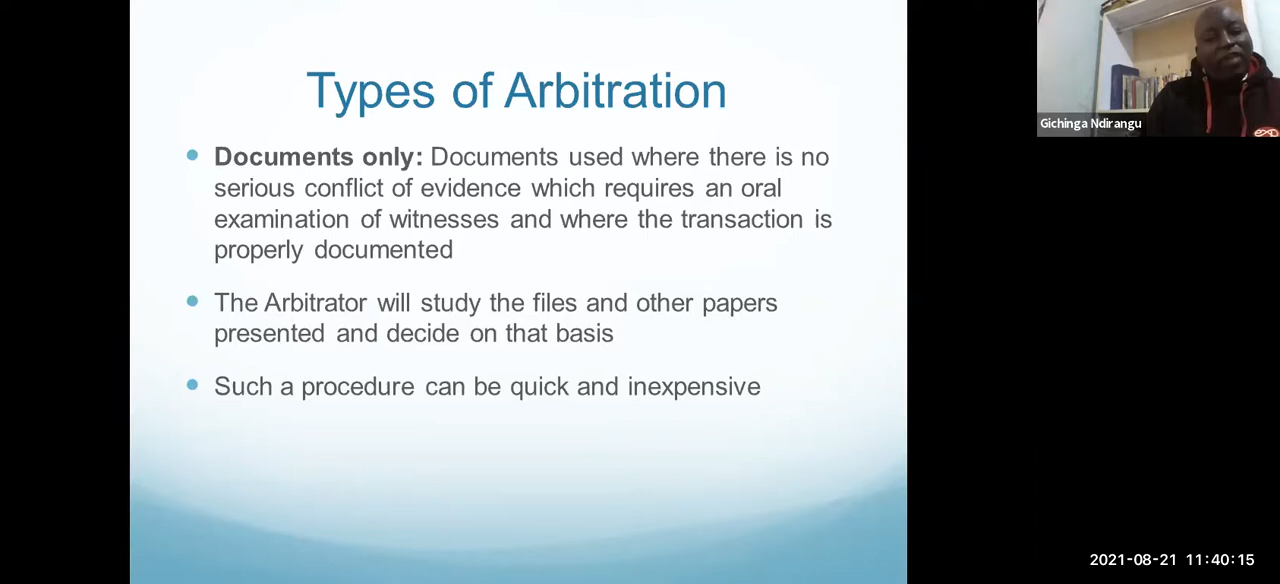 Types of Arbitration
Documents only: Documents used where there is no
serious conflict of evidence which requires an oral
examination of witnesses and where the transaction is
properly documented
The Arbitrator will study the files and other papers
presented and decide on that basis
Such a procedure can be quick and inexpensive
Gichinga Ndirangu
2021-08-21 11:40:15